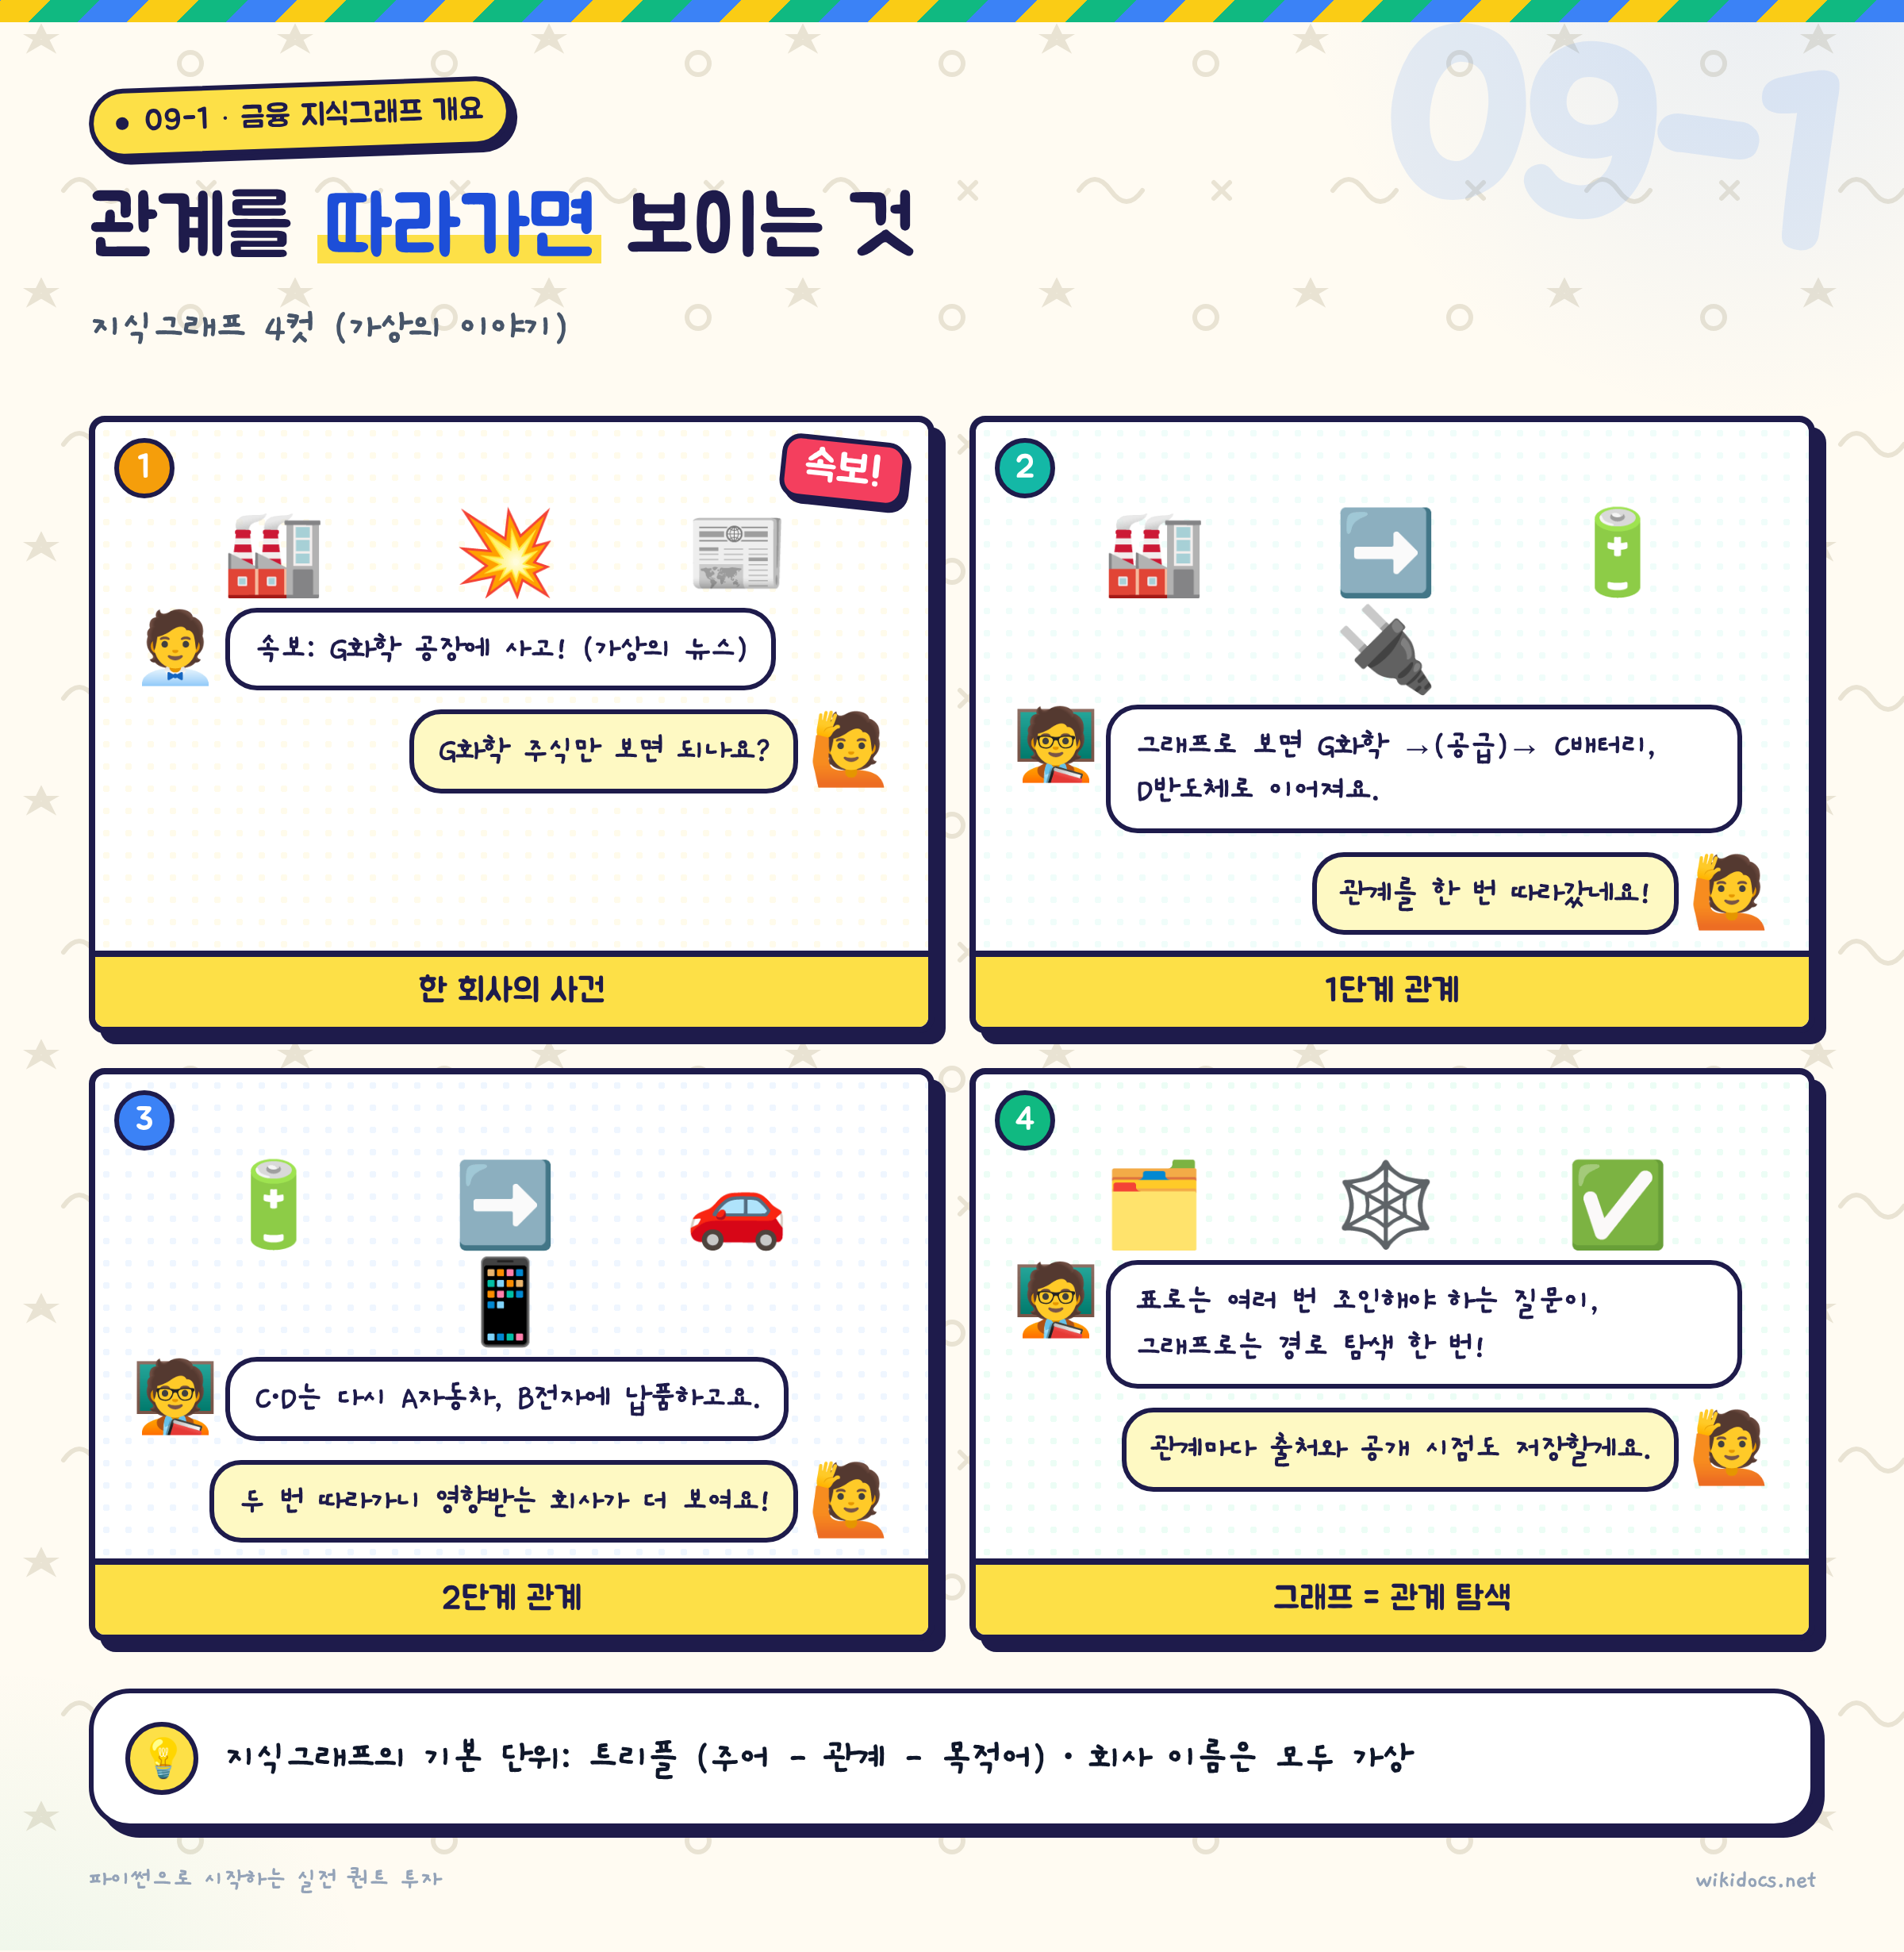 09-1
09-1 · 금융 지식그래프 개요
관계를 따라가면 보이는 것
지식그래프 4컷 (가상의 이야기)
1
속보!
속보: G화학 공장에 사고! (가상의 뉴스)
G화학 주식만 보면 되나요?
한 회사의 사건
2
그래프로 보면 G화학 →(공급)→ C배터리,
D반도체로 이어져요.
관계를 한 번 따라갔네요!
1단계 관계
3
C·D는 다시 A자동차, B전자에 납품하고요.
두 번 따라가니 영향받는 회사가 더 보여요!
2단계 관계
4
표로는 여러 번 조인해야 하는 질문이,
그래프로는 경로 탐색 한 번!
관계마다 출처와 공개 시점도 저장할게요.
그래프 = 관계 탐색
지식그래프의 기본 단위: 트리플 (주어 - 관계 - 목적어) · 회사 이름은 모두 가상
파이썬으로 시작하는 실전 퀀트 투자
wikidocs.net